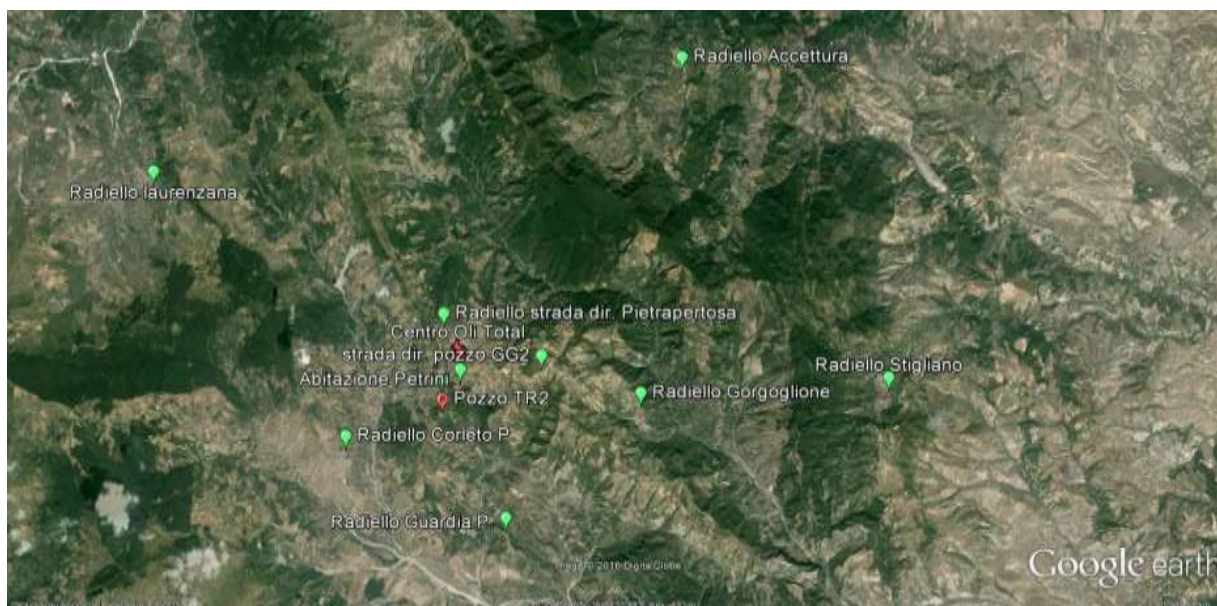 Radiello Accettura
Radiello laurenzana
Radiello strada dir. Pietrapertosa
Centro Oli Total
strada dir. pozzo GG2
Radiello Stigliano
Abitazione Petrini
Radiello Gorgoglione
Pozzo TR2
Radiello Corleto P
Radiello Guardia P
Google earth